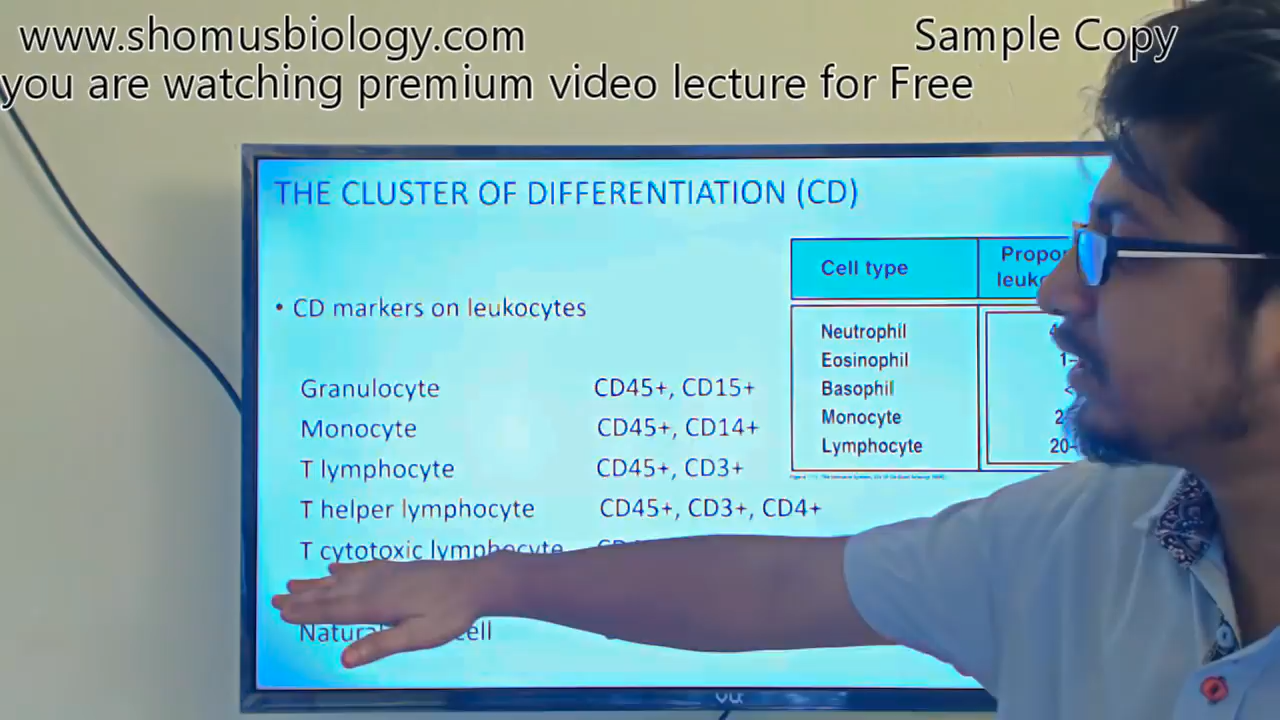 www.shomusbiology.com
Sample Copy
you are watching premium video lecture for Free
THE CLUSTER OF DIFFERENTIATION (CD)
• CD markers on leukocytes
Granulocyte CD45+, CD15+
Monocyte CD45+, CD14+
T lymphocyte CD45+, CD3+
T helper lymphocyte CD45+, CD3+, CD4+
T cytotoxic lymphocyte
Cell type
Neutrophil
Eosinophil
Basophil
Monocyte
Lymphocyte